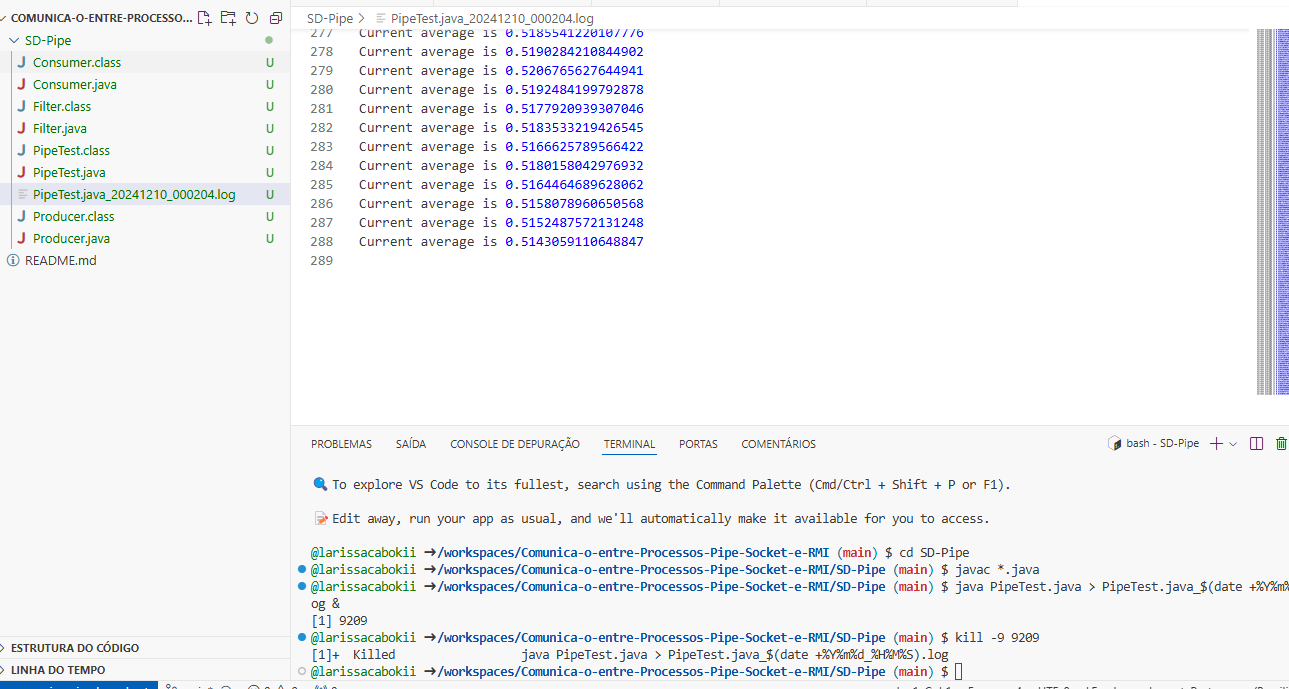 COMUNICA-O-ENTRE-PROCESSO...
SD-Pipe
Consumer.class U
Consumer.java U
Filter.class U
Filter.java U
PipeTest.class U
PipeTest.java U
PipeTest.java_20241210_000204.log U
Producer.class U
Producer.java U
README.md
ESTRUTURA DO CÓDIGO
LINHA DO TEMPO
SD-Pipe > PipeTest.java_20241210_000204.log
277 Current average is 0.5185541220107776
278 Current average is 0.5190284210844902
279 Current average is 0.5206765627644941
280 Current average is 0.5192484199792878
281 Current average is 0.5177920939307046
282 Current average is 0.5183533219426545
283 Current average is 0.5166625789566422
284 Current average is 0.5180158042976932
285 Current average is 0.5164464689628062
286 Current average is 0.5158078960650568
287 Current average is 0.5152487572131248
288 Current average is 0.5143059110648847
289
PROBLEMAS SAÍDA CONSOLE DE DEPURAÇÃO TERMINAL PORTAS COMENTÁRIOS bash - SD-Pipe
To explore VS Code to its fullest, search using the Command Palette (Cmd/Ctrl + Shift + P or F1).
Edit away, run your app as usual, and we'll automatically make it available for you to access.
@larissacabokii ➜/workspaces/Comunica-o-entre-Processos-Pipe-Socket-e-RMI (main) $ cd SD-Pipe
@larissacabokii ➜/workspaces/Comunica-o-entre-Processos-Pipe-Socket-e-RMI/SD-Pipe (main) $ javac *.java
@larissacabokii ➜/workspaces/Comunica-o-entre-Processos-Pipe-Socket-e-RMI/SD-Pipe (main) $ java PipeTest.java > PipeTest.java_$(date +%Y%m%
og &
[1] 9209
@larissacabokii ➜/workspaces/Comunica-o-entre-Processos-Pipe-Socket-e-RMI/SD-Pipe (main) $ kill -9 9209
[1]+ Killed java PipeTest.java > PipeTest.java_$(date +%Y%m%d_%H%M%S).log
@larissacabokii ➜/workspaces/Comunica-o-entre-Processos-Pipe-Socket-e-RMI/SD-Pipe (main) $